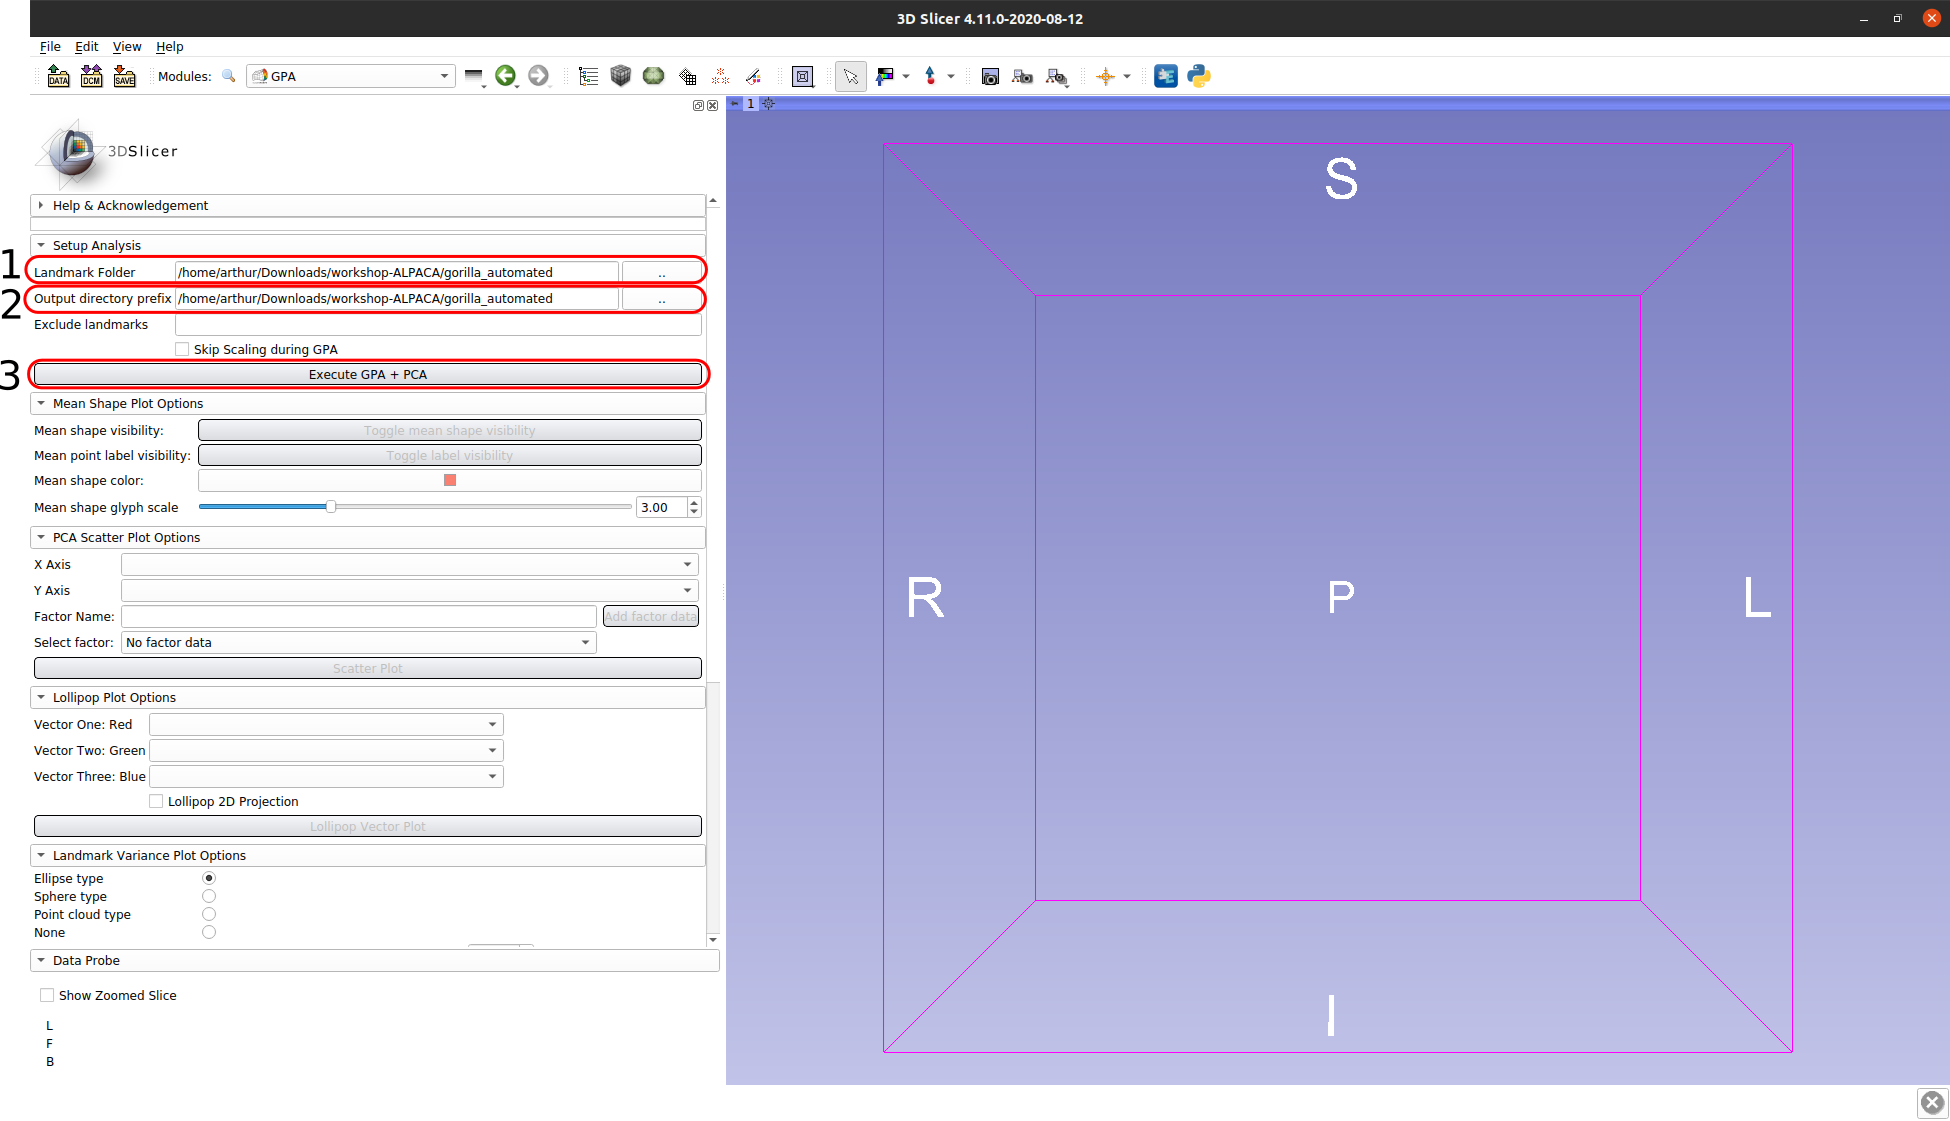 3D Slicer 4.11.0-2020-08-12
File Edit View Help
DATA DCM SAVE Modules: GPA
1
3DSlicer
S
Help & Acknowledgement
Setup Analysis
1 Landmark Folder /home/arthur/Downloads/workshop-ALPACA/gorilla_automated ..
2 Output directory prefix /home/arthur/Downloads/workshop-ALPACA/gorilla_automated ..
Exclude landmarks
Skip Scaling during GPA
3 Execute GPA + PCA
Mean Shape Plot Options
Mean shape visibility: Toggle mean shape visibility
Mean point label visibility: Toggle label visibility
Mean shape color:
Mean shape glyph scale 3.00
PCA Scatter Plot Options
X Axis
Y Axis
R P L
Factor Name: Add factor data
Select factor: No factor data
Scatter Plot
Lollipop Plot Options
Vector One: Red
Vector Two: Green
Vector Three: Blue
Lollipop 2D Projection
Lollipop Vector Plot
Landmark Variance Plot Options
Ellipse type
Sphere type
Point cloud type
None
Data Probe
Show Zoomed Slice
I
L
F
B